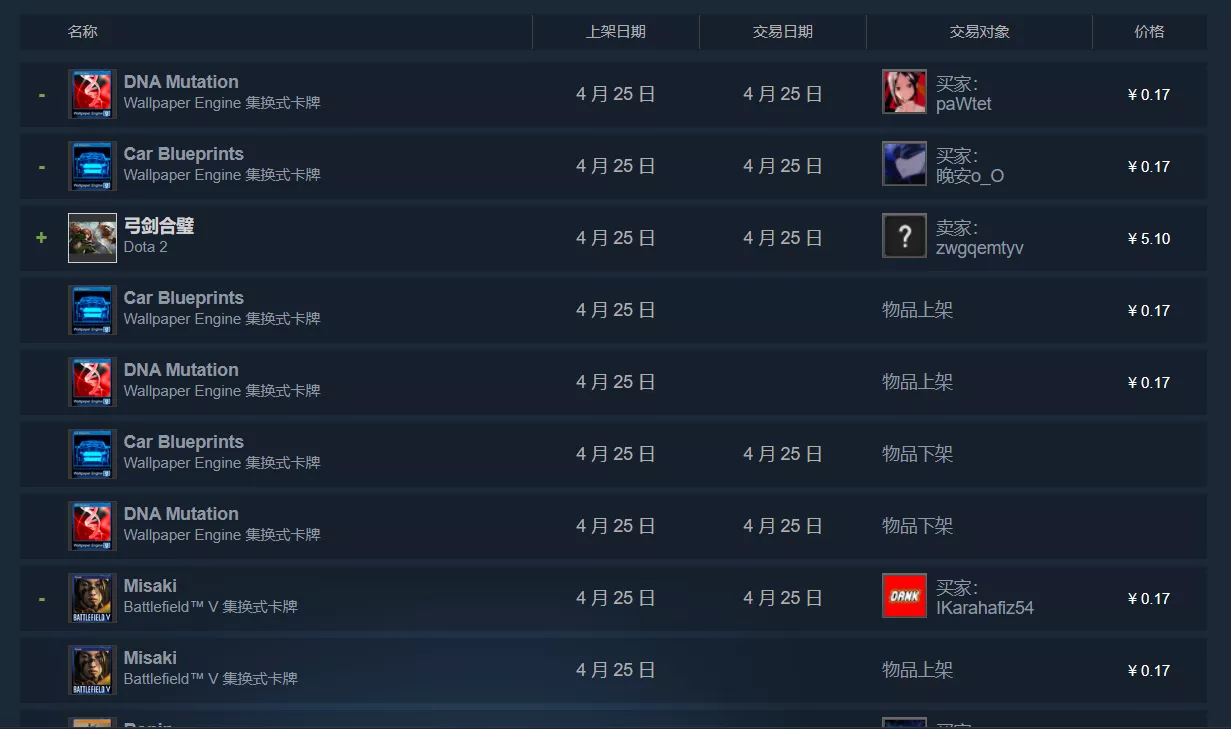 名称 上架日期 交易日期 交易对象 价格
- DNA Mutation
Wallpaper Engine 集换式卡牌
4 月 25 日 4 月 25 日
买家:
paWtet
¥ 0.17
- Car Blueprints
Wallpaper Engine 集换式卡牌
4 月 25 日 4 月 25 日
买家:
晚安o_O
¥ 0.17
+ 弓剑合璧
Dota 2
4 月 25 日 4 月 25 日
?
卖家:
zwgqemtyv
¥ 5.10
Car Blueprints
Wallpaper Engine 集换式卡牌
4 月 25 日 物品上架 ¥ 0.17
DNA Mutation
Wallpaper Engine 集换式卡牌
4 月 25 日 物品上架 ¥ 0.17
Car Blueprints
Wallpaper Engine 集换式卡牌
4 月 25 日 4 月 25 日 物品下架
DNA Mutation
Wallpaper Engine 集换式卡牌
4 月 25 日 4 月 25 日 物品下架
- Misaki
BATTLEFIELD V
Battlefield™ V 集换式卡牌
4 月 25 日 4 月 25 日
DANK
买家:
IKarahafiz54
¥ 0.17
Misaki
BATTLEFIELD V
Battlefield™ V 集换式卡牌
4 月 25 日 物品上架 ¥ 0.17